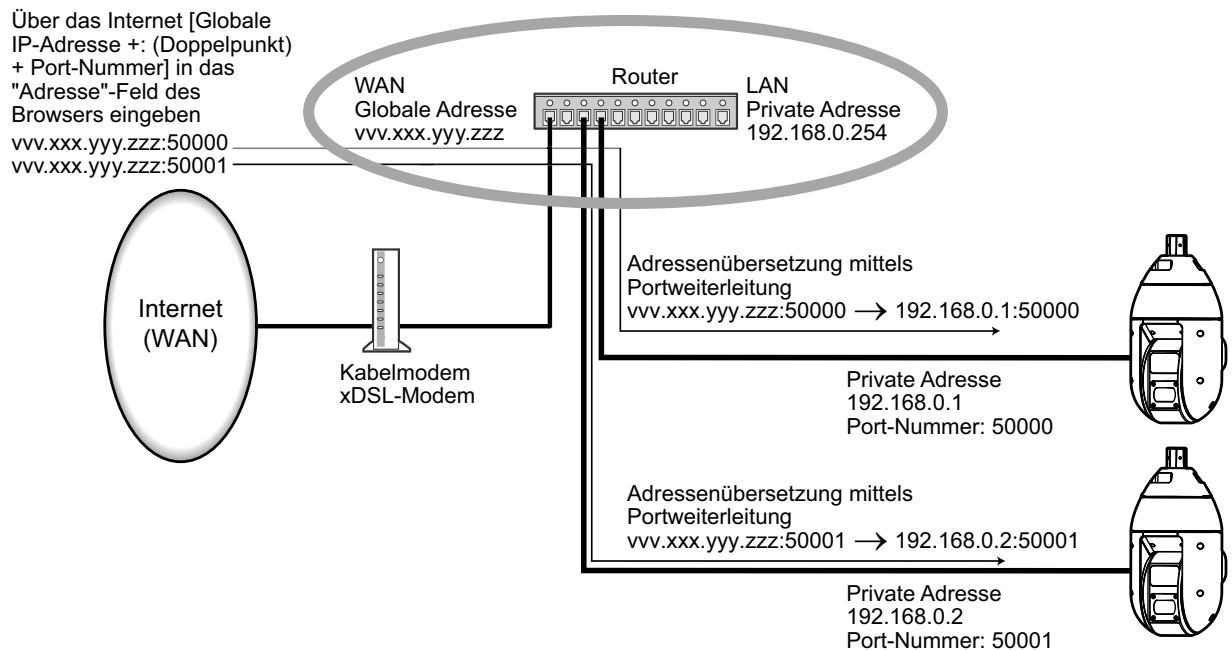 Über das Internet [Globale
IP-Adresse +: (Doppelpunkt)
+ Port-Nummer] in das
"Adresse"-Feld des
Browsers eingeben
vvv.xxx.yyy.zzz:50000
vvv.xxx.yyy.zzz:50001
WAN
Globale Adresse
vvv.xxx.yyy.zzz
Router
LAN
Private Adresse
192.168.0.254
Internet
(WAN)
Kabelmodem
xDSL-Modem
Adressenübersetzung mittels
Portweiterleitung
vvv.xxx.yyy.zzz:50000 → 192.168.0.1:50000
Private Adresse
192.168.0.1
Port-Nummer: 50000
Adressenübersetzung mittels
Portweiterleitung
vvv.xxx.yyy.zzz:50001 → 192.168.0.2:50001
Private Adresse
192.168.0.2
Port-Nummer: 50001